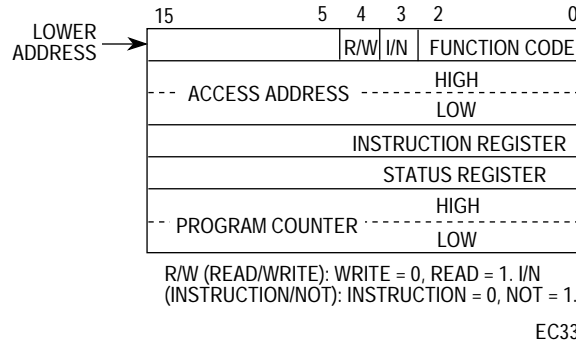 15 5 4 3 2 0
LOWER
ADDRESS
R/W I/N FUNCTION CODE
ACCESS ADDRESS
HIGH
LOW
INSTRUCTION REGISTER
STATUS REGISTER
PROGRAM COUNTER
HIGH
LOW
R/W (READ/WRITE): WRITE = 0, READ = 1. I/N
(INSTRUCTION/NOT): INSTRUCTION = 0, NOT = 1.
EC33